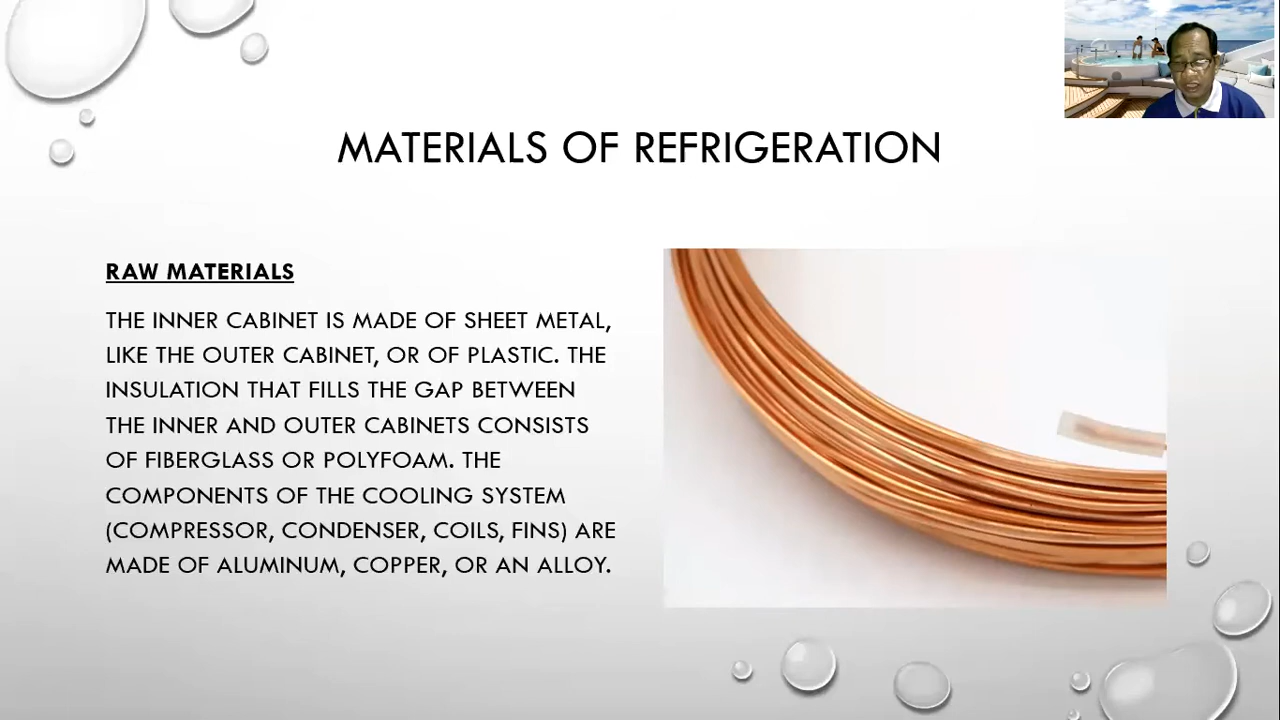 MATERIALS OF REFRIGERATION
RAW MATERIALS
THE INNER CABINET IS MADE OF SHEET METAL,
LIKE THE OUTER CABINET, OR OF PLASTIC. THE
INSULATION THAT FILLS THE GAP BETWEEN
THE INNER AND OUTER CABINETS CONSISTS
OF FIBERGLASS OR POLYFOAM. THE
COMPONENTS OF THE COOLING SYSTEM
(COMPRESSOR, CONDENSER, COILS, FINS) ARE
MADE OF ALUMINUM, COPPER, OR AN ALLOY.